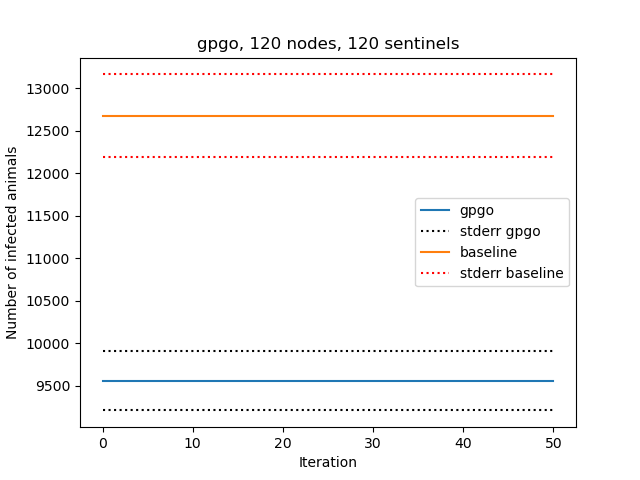 gpgo, 120 nodes, 120 sentinels
13000
12500
12000
11500
11000
10500
10000
9500
Number of infected animals
gpgo
stderr gpgo
baseline
stderr baseline
0 10 20 30 40 50
Iteration